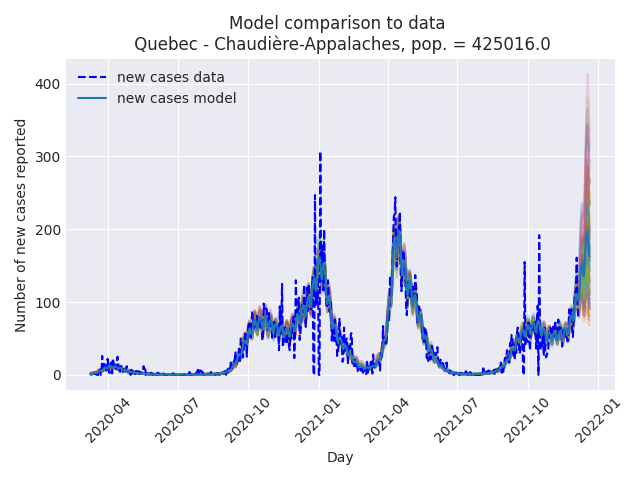 Model comparison to data
Quebec - Chaudière-Appalaches, pop. = 425016.0
new cases data
new cases model
Number of new cases reported
400
300
200
100
0
2020-04
2020-07
2020-10
2021-01
2021-04
2021-07
2021-10
2022-01
Day